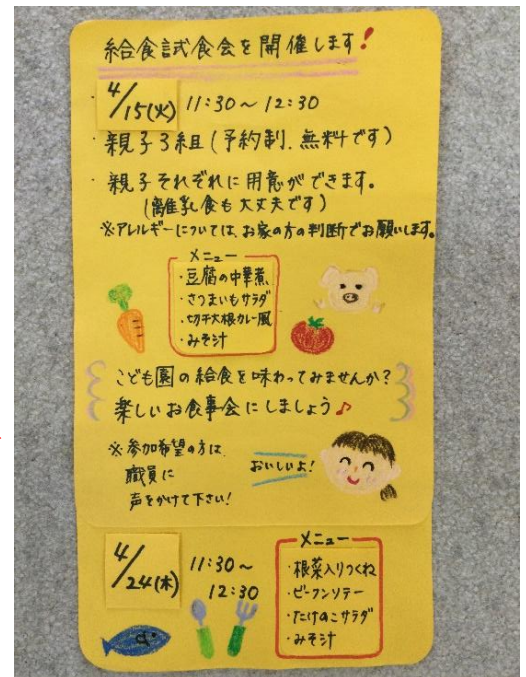 給食試食会を開催します!
・4/15(火) 11:30～12:30
・親子3組(予約制.無料です)
・親子それぞれに用意ができます。
(離乳食も大丈夫です)
※アレルギーについては、お家の方の判断でお願いします。
メニュー
・豆腐の中華煮
・さつまいもサラダ
・切干大根カレー風
・みそ汁
こども園の給食を味わってみませんか?
楽しいお食事会にしましょう♪
※参加希望の方は
職員に
声をかけて下さい!
おいしいよ!
4/24(木) 11:30～
12:30
メニュー
・根菜入りつくね
・ビーフンソテー
・たけのこサラダ
・みそ汁